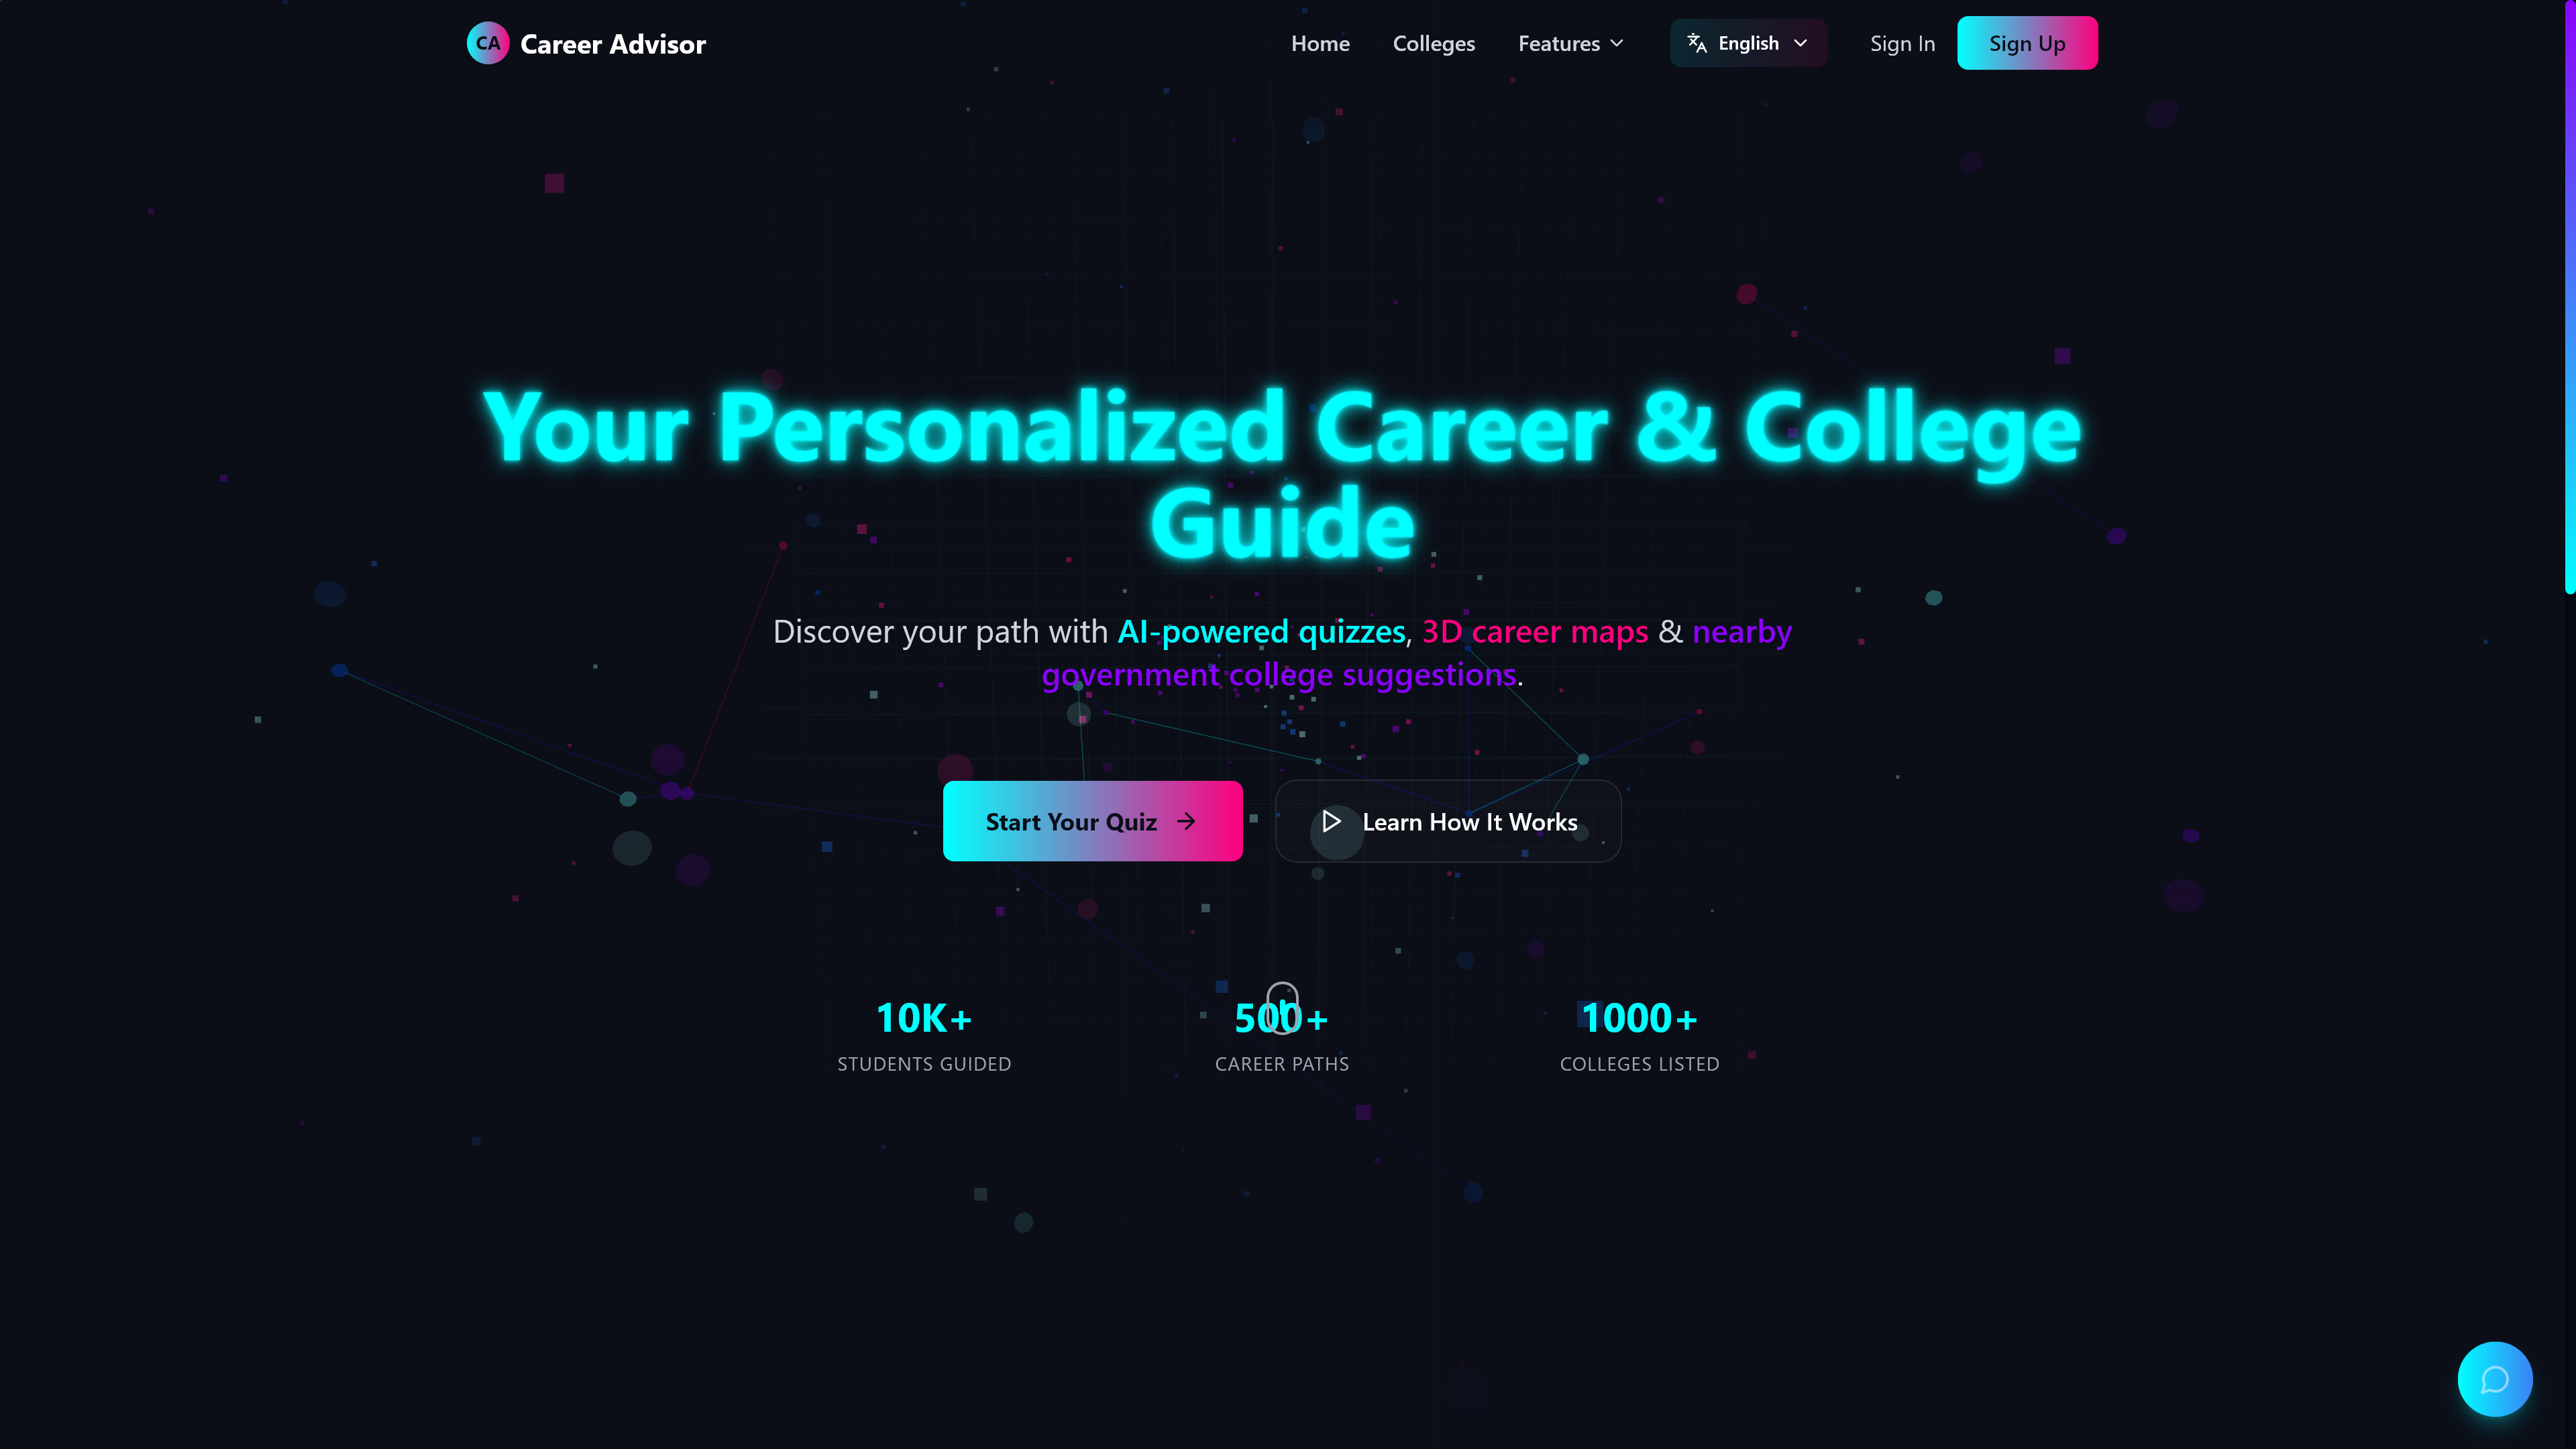 CA Career Advisor
Home Colleges Features English Sign In Sign Up
Your Personalized Career & College
Guide
Discover your path with AI-powered quizzes, 3D career maps & nearby
government college suggestions.
Start Your Quiz Learn How It Works
10K+ 500+ 1000+
STUDENTS GUIDED CAREER PATHS COLLEGES LISTED